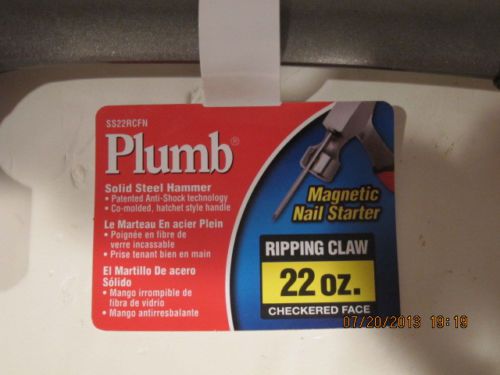 SS22RCFN
Plumb®
Solid Steel Hammer
• Patented Anti-Shock technology
• Co-molded, hatchet style handle
Le Marteau En acier Plein
• Poignée en fibre de
verre incassable
• Prise tenant bien en main
El Martillo De acero
Sólido
• Mango irrompible de
fibra de vidrio
• Mango antirresbalante
Magnetic
Nail Starter
RIPPING CLAW
22 oz.
CHECKERED FACE
07/20/2013 19:19